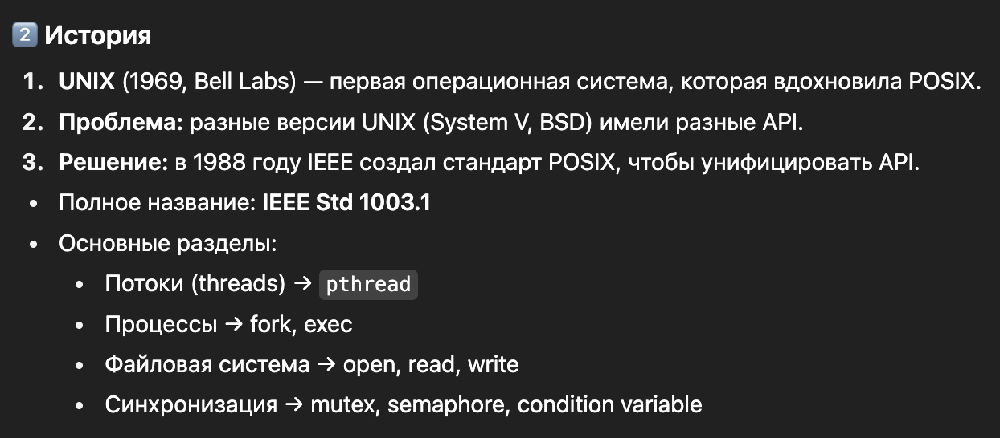 2 История
1. UNIX (1969, Bell Labs) — первая операционная система, которая вдохновила POSIX.
2. Проблема: разные версии UNIX (System V, BSD) имели разные API.
3. Решение: в 1988 году IEEE создал стандарт POSIX, чтобы унифицировать API.
• Полное название: IEEE Std 1003.1
• Основные разделы:
• Потоки (threads) → pthread
• Процессы → fork, exec
• Файловая система → open, read, write
• Синхронизация → mutex, semaphore, condition variable